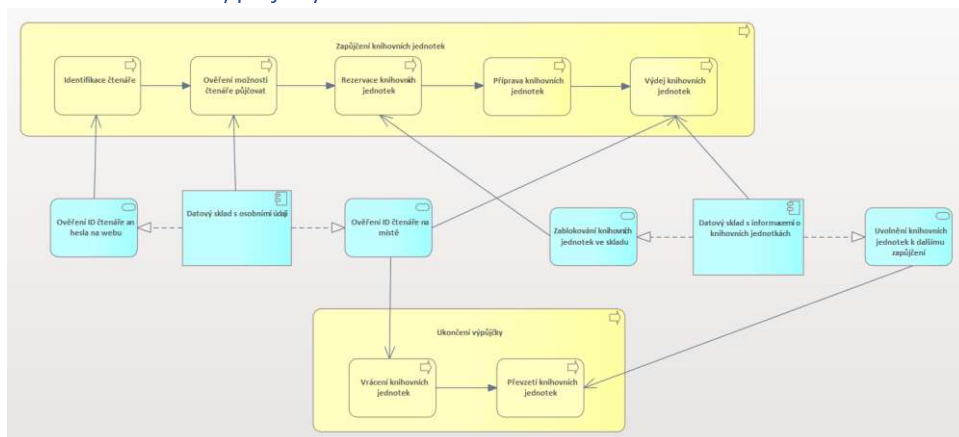 Zapůjčení knihovních jednotek
Identifikace čtenáře
Ověření možnosti
čtenáře půjčovat
Rezervace knihovních
jednotek
Příprava knihovních
jednotek
Výdej knihovních
jednotek
Ověření ID čtenáře an
hesla na webu
Datový sklad s osobními údaji
Ověření ID čtenáře na
místě
Zablokování knihovních
jednotek ve skladu
Datový sklad s informacemi o
knihovních jednotkách
Uvolnění knihovních
jednotek k dalšímu
zapůjčení
Ukončení výpůjčky
Vrácení knihovních
jednotek
Převzetí knihovních
jednotek